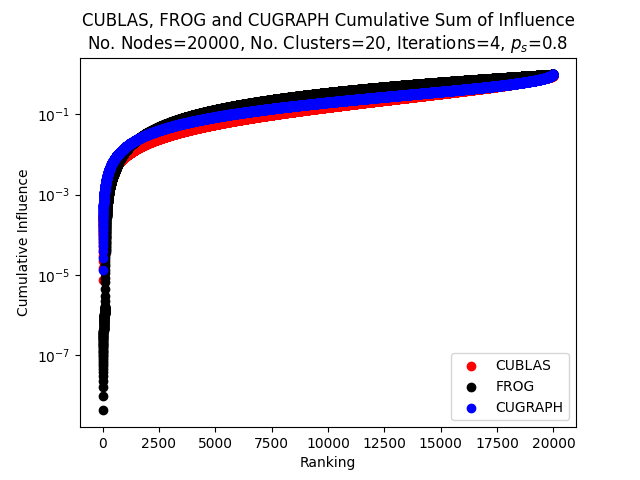 CUBLAS, FROG and CUGRAPH Cumulative Sum of Influence
No. Nodes=20000, No. Clusters=20, Iterations=4, $p_s$=0.8
Cumulative Influence
10⁻¹
10⁻³
10⁻⁵
10⁻⁷
CUBLAS
FROG
CUGRAPH
0 2500 5000 7500 10000 12500 15000 17500 20000
Ranking